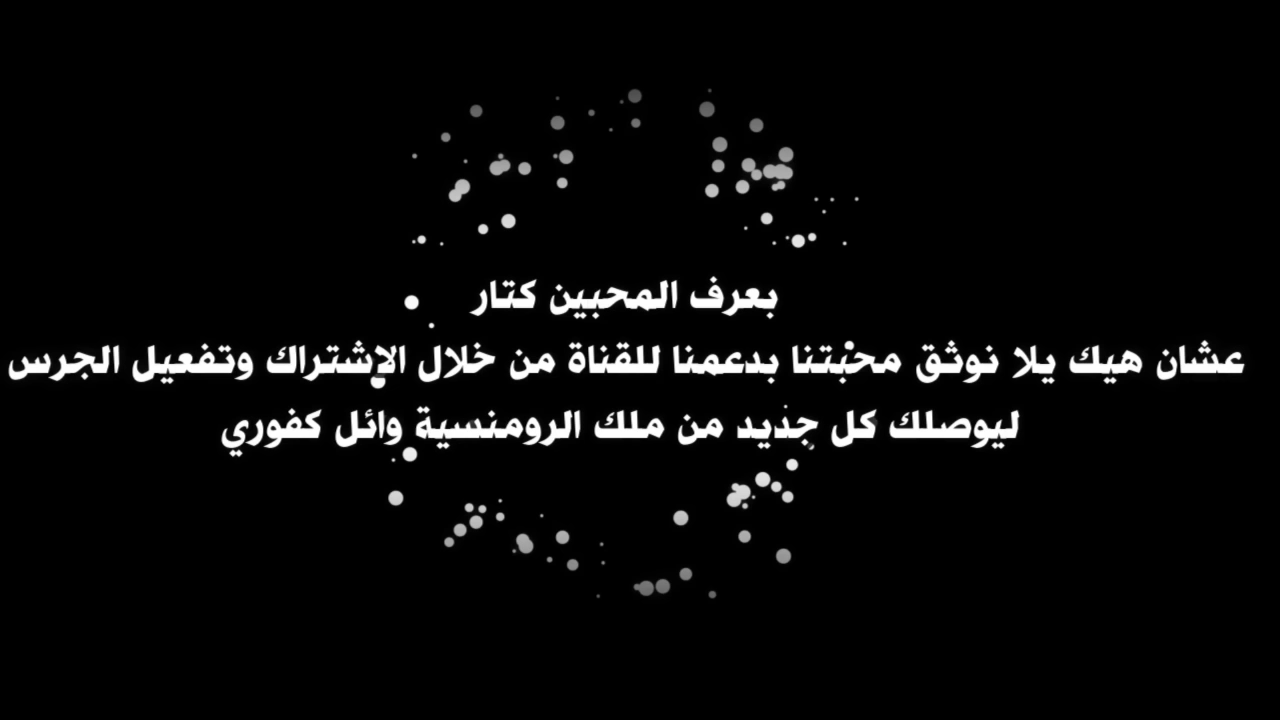 بعرف المحبين كتار
عشان هيك يلا نوثق محبتنا بدعمنا للقناة من خلال الإشتراك وتفعيل الجرس
ليوصلك كل جديد من ملك الرومنسية وائل كفوري